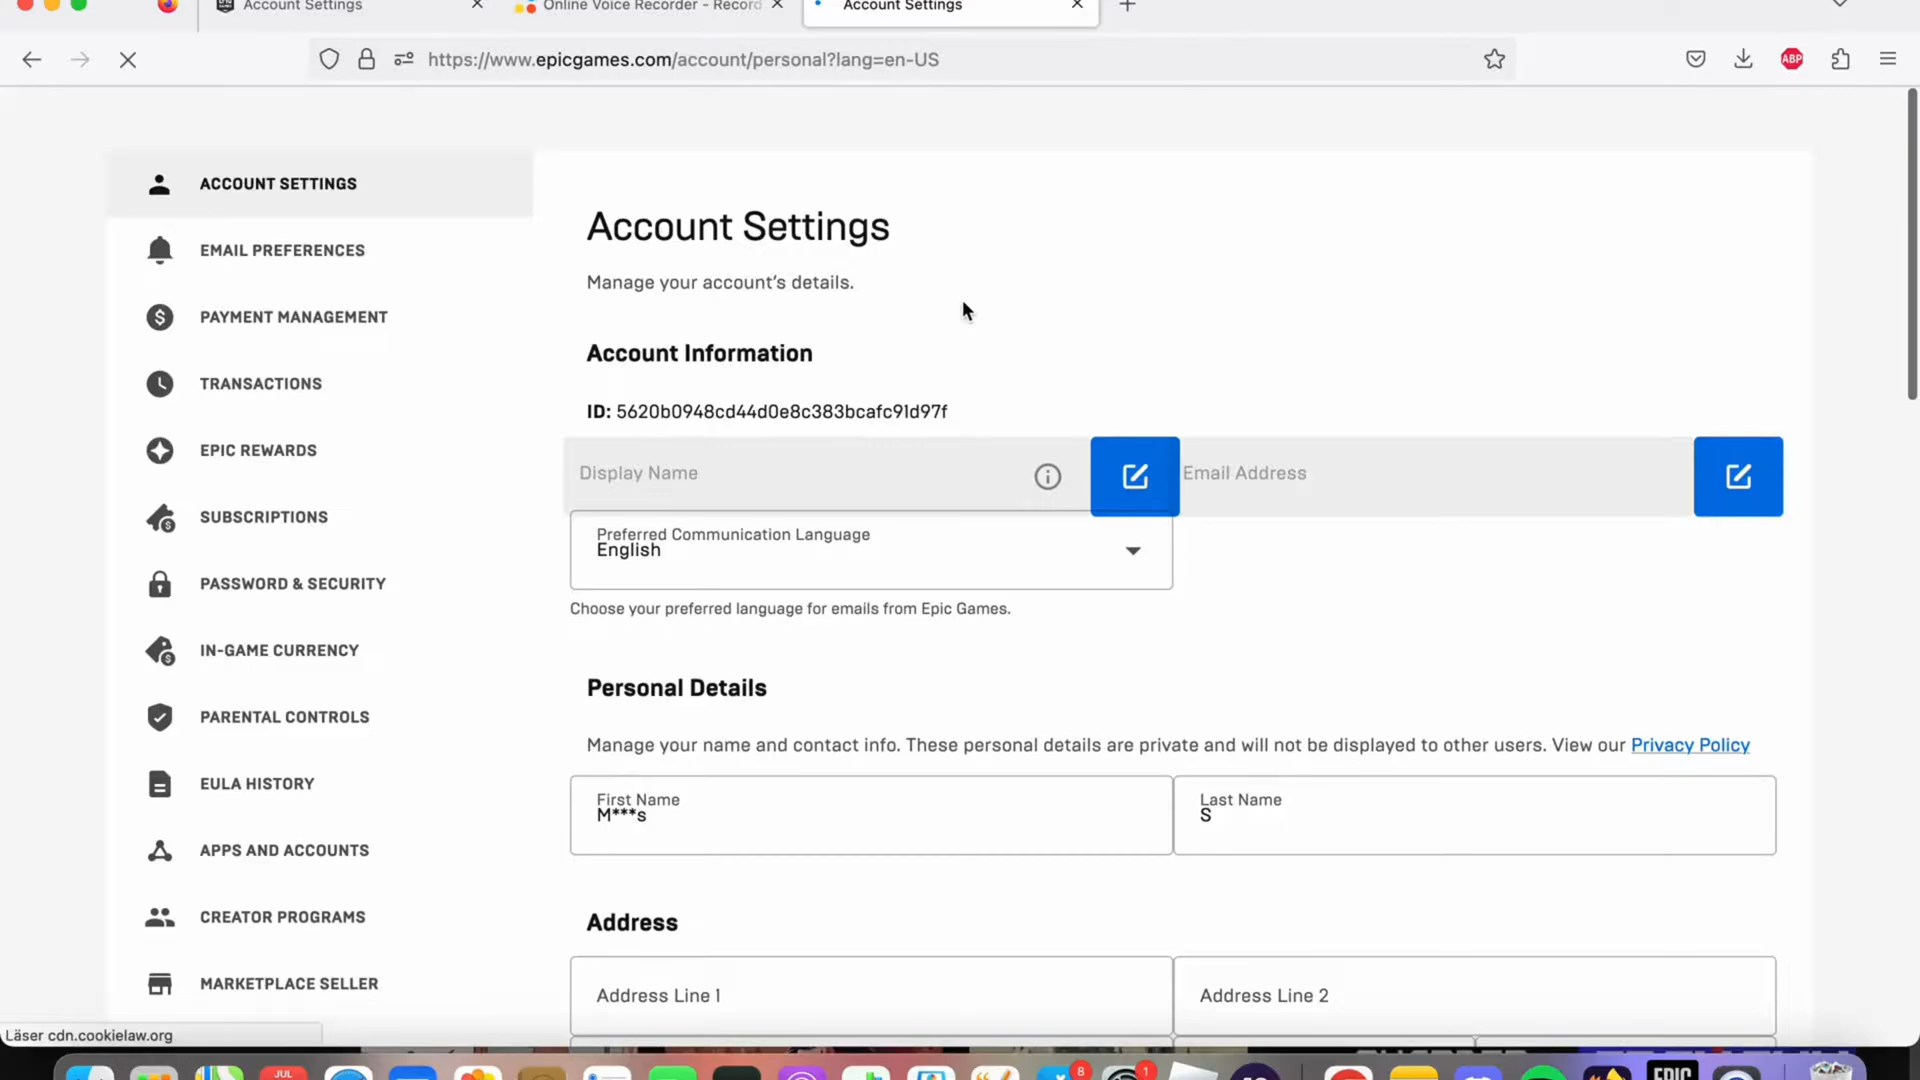 Account Settings
Online Voice Recorder - Record
Account Settings
https://www.epicgames.com/account/personal?lang=en-US
ABP
ACCOUNT SETTINGS
EMAIL PREFERENCES
PAYMENT MANAGEMENT
TRANSACTIONS
EPIC REWARDS
SUBSCRIPTIONS
PASSWORD & SECURITY
IN-GAME CURRENCY
PARENTAL CONTROLS
EULA HISTORY
APPS AND ACCOUNTS
CREATOR PROGRAMS
MARKETPLACE SELLER
Account Settings
Manage your account's details.
Account Information
ID: 5620b0948cd44d0e8c383bcafc91d97f
Display Name
Email Address
Preferred Communication Language
English
Choose your preferred language for emails from Epic Games.
Personal Details
Manage your name and contact info. These personal details are private and will not be displayed to other users. View our Privacy Policy
First Name
M***s
Last Name
S
Address
Address Line 1
Address Line 2
Läser cdn.cookielaw.org
JUL
8
1
EPIC